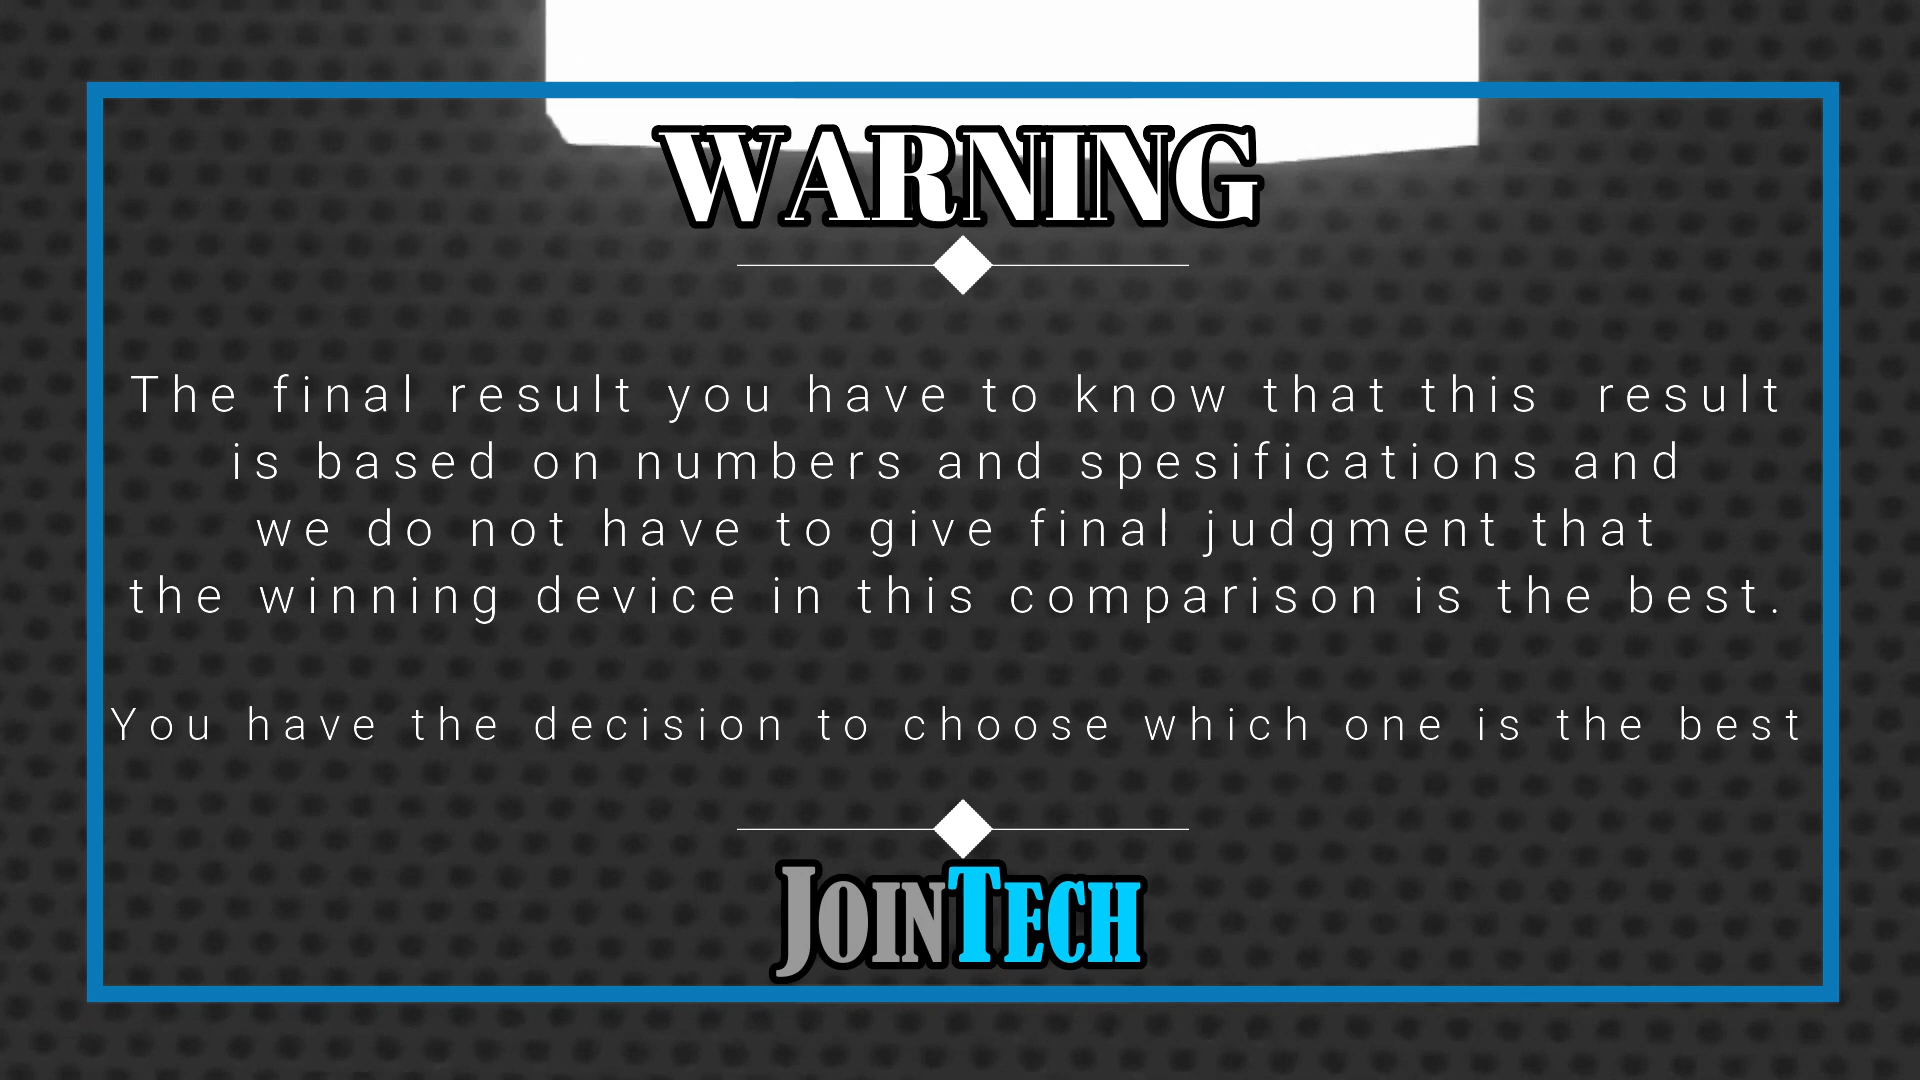 WARNING
The final result you have to know that this result
is based on numbers and spesifications and
we do not have to give final judgment that
the winning device in this comparison is the best.
You have the decision to choose which one is the best
JOINTECH